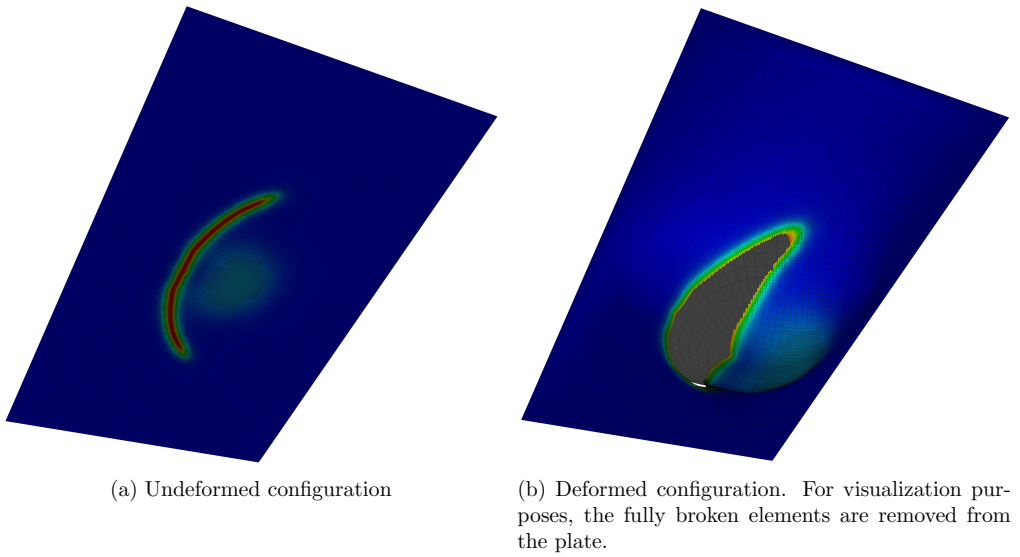 (a) Undeformed configuration
(b) Deformed configuration. For visualization pur-
poses, the fully broken elements are removed from
the plate.